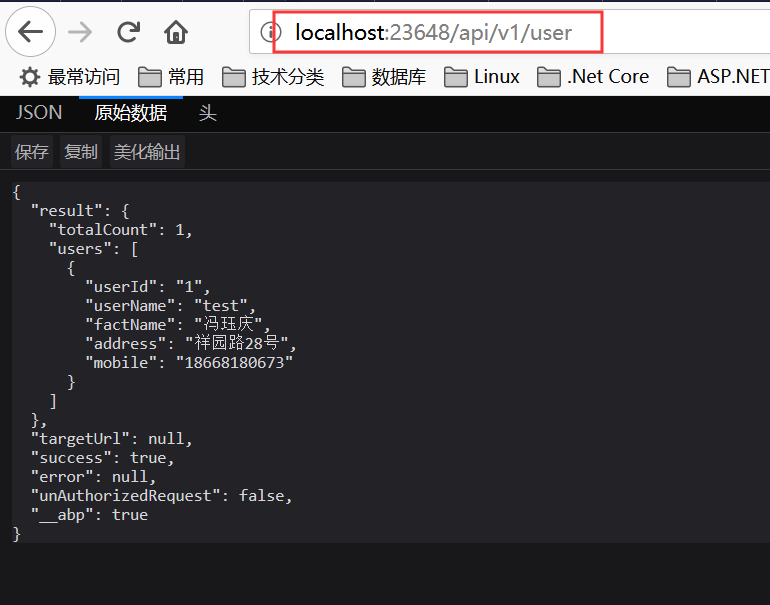 localhost:23648/api/v1/user
最常访问 常用 技术分类 数据库 Linux .Net Core ASP.NET
JSON 原始数据 头
保存 复制 美化输出
{
"result": {
"totalCount": 1,
"users": [
{
"userId": "1",
"userName": "test",
"factName": "冯珏庆",
"address": "祥园路28号",
"mobile": "18668180673"
}
]
},
"targetUrl": null,
"success": true,
"error": null,
"unAuthorizedRequest": false,
"__abp": true
}